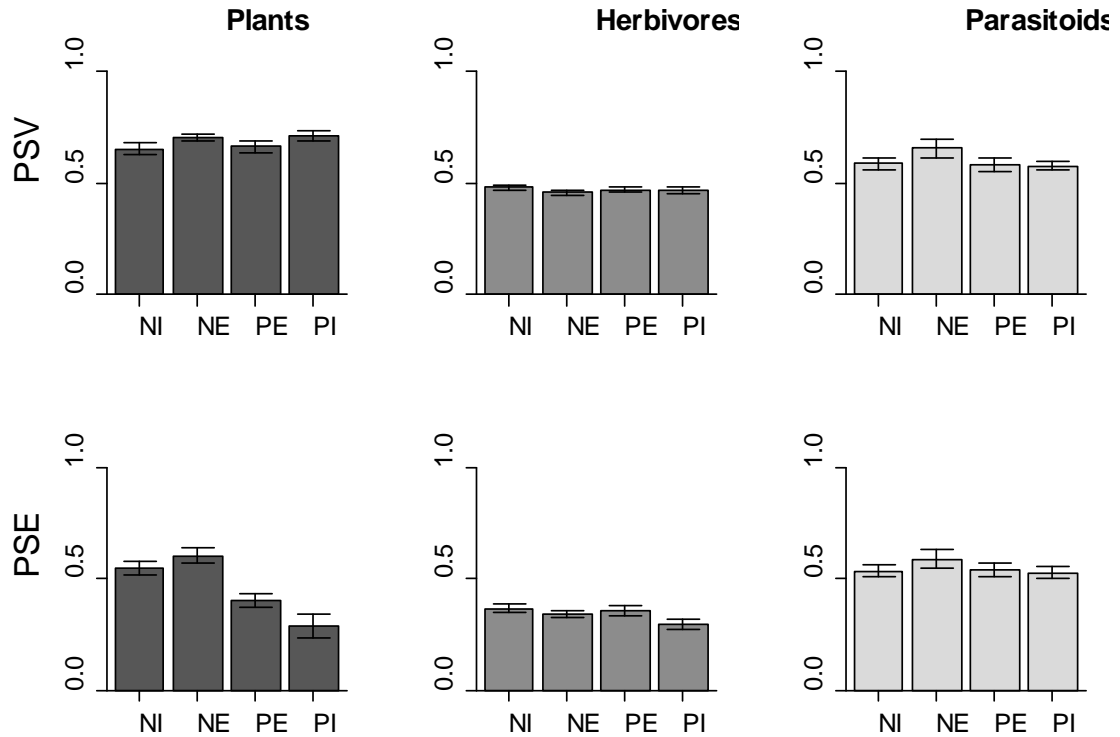 Plants Herbivores Parasitoids
PSV
1.0 1.0 1.0
0.5 0.5 0.5
0.0 0.0 0.0
NI NE PE PI NI NE PE PI NI NE PE PI
PSE
1.0 1.0 1.0
0.5 0.5 0.5
0.0 0.0 0.0
NI NE PE PI NI NE PE PI NI NE PE PI